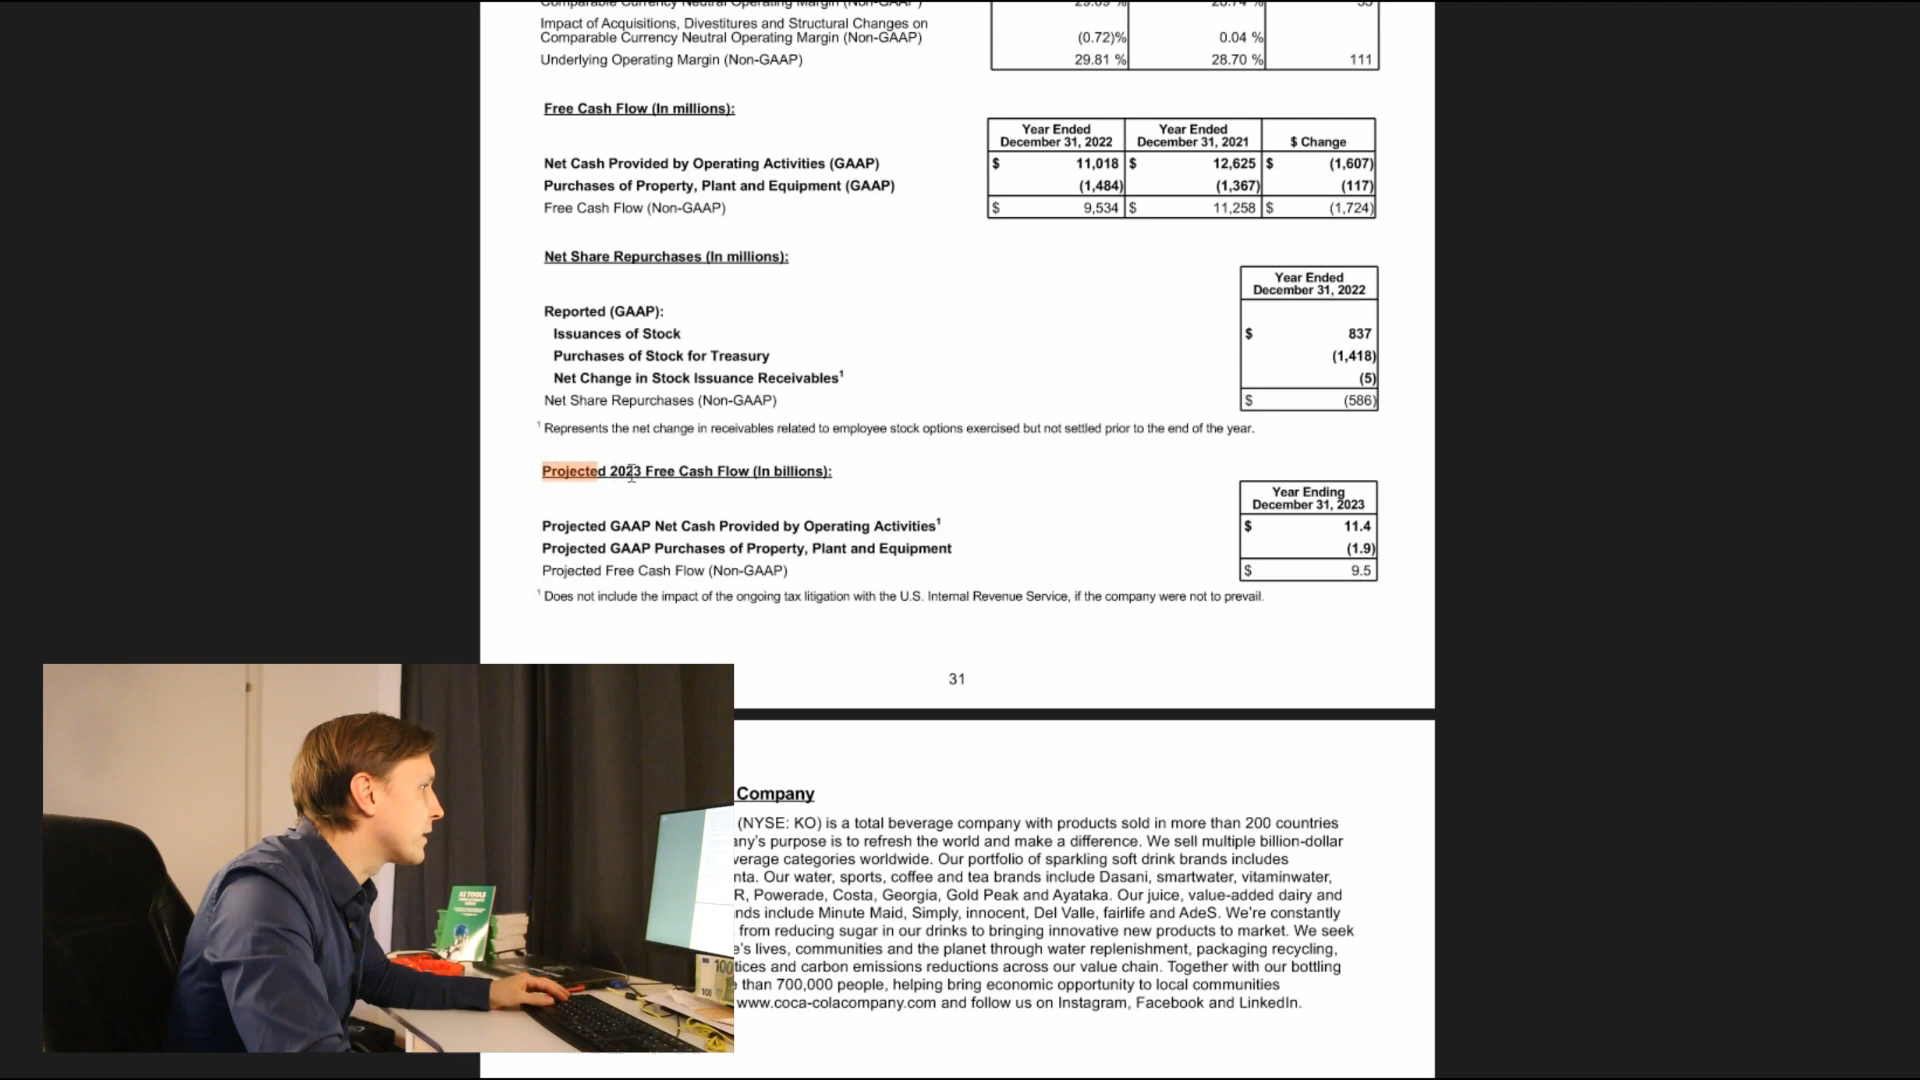 Comparable Currency Neutral Operating Margin (Non-GAAP) 29.09 % 28.74 % 35
Impact of Acquisitions, Divestitures and Structural Changes on
Comparable Currency Neutral Operating Margin (Non-GAAP) (0.72)% 0.04 %
Underlying Operating Margin (Non-GAAP) 29.81 % 28.70 % 111
Free Cash Flow (In millions):
Year Ended December 31, 2022 Year Ended December 31, 2021 $ Change
Net Cash Provided by Operating Activities (GAAP) $ 11,018 $ 12,625 $ (1,607)
Purchases of Property, Plant and Equipment (GAAP) (1,484) (1,367) (117)
Free Cash Flow (Non-GAAP) $ 9,534 $ 11,258 $ (1,724)
Net Share Repurchases (In millions):
Year Ended
December 31, 2022
Reported (GAAP):
Issuances of Stock $ 837
Purchases of Stock for Treasury (1,418)
Net Change in Stock Issuance Receivables¹ (5)
Net Share Repurchases (Non-GAAP) $ (586)
¹ Represents the net change in receivables related to employee stock options exercised but not settled prior to the end of the year.
Projected 2023 Free Cash Flow (In billions):
Year Ending
December 31, 2023
Projected GAAP Net Cash Provided by Operating Activities¹ $ 11.4
Projected GAAP Purchases of Property, Plant and Equipment (1.9)
Projected Free Cash Flow (Non-GAAP) $ 9.5
¹ Does not include the impact of the ongoing tax litigation with the U.S. Internal Revenue Service, if the company were not to prevail.
31
Company
(NYSE: KO) is a total beverage company with products sold in more than 200 countries
any's purpose is to refresh the world and make a difference. We sell multiple billion-dollar
verage categories worldwide. Our portfolio of sparkling soft drink brands includes
nta. Our water, sports, coffee and tea brands include Dasani, smartwater, vitaminwater,
R, Powerade, Costa, Georgia, Gold Peak and Ayataka. Our juice, value-added dairy and
nds include Minute Maid, Simply, innocent, Del Valle, fairlife and AdeS. We're constantly
from reducing sugar in our drinks to bringing innovative new products to market. We seek
e's lives, communities and the planet through water replenishment, packaging recycling,
tices and carbon emissions reductions across our value chain. Together with our bottling
e than 700,000 people, helping bring economic opportunity to local communities
www.coca-colacompany.com and follow us on Instagram, Facebook and LinkedIn.
AI TOOLS
100
100